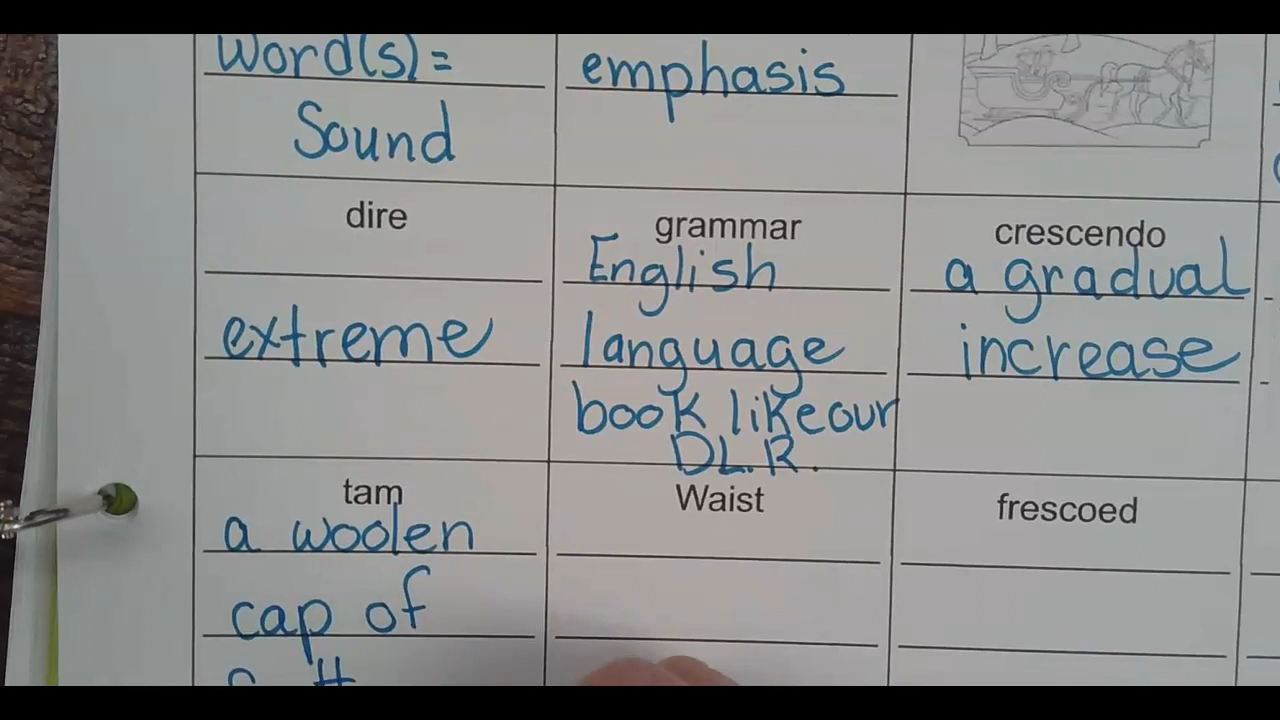 Word(s) =
Sound
emphasis
dire
extreme
grammar
English
language
book like our
D.L.R.
crescendo
a gradual
increase
tam
a woolen
cap of
Waist
frescoed